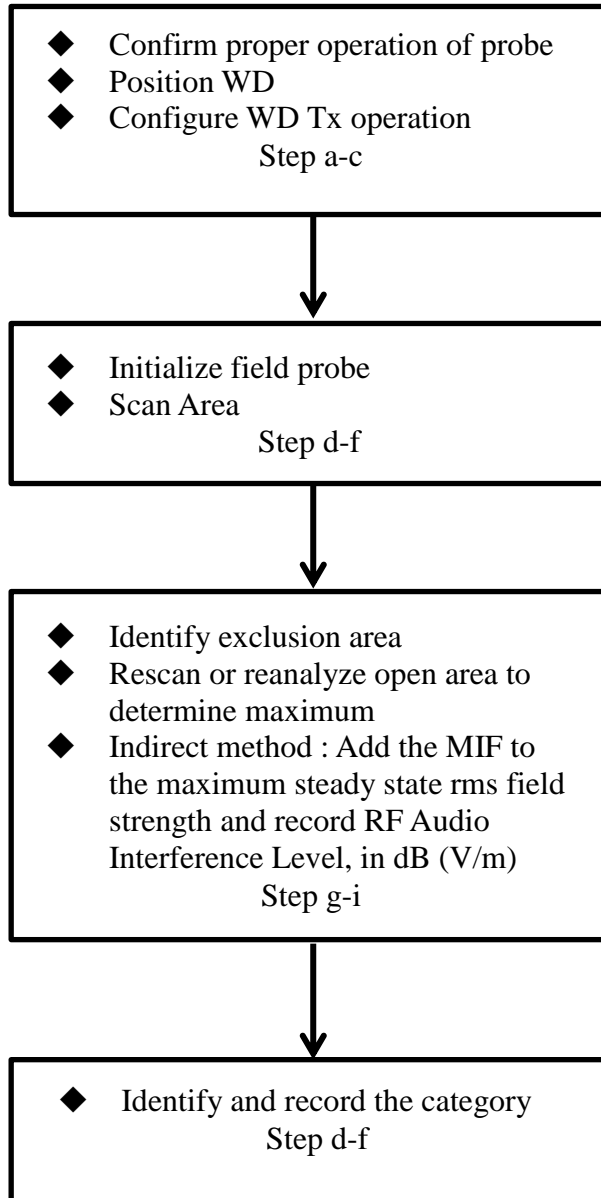 ◆ Confirm proper operation of probe
◆ Position WD
◆ Configure WD Tx operation
Step a-c
◆ Initialize field probe
◆ Scan Area
Step d-f
◆ Identify exclusion area
◆ Rescan or reanalyze open area to
determine maximum
◆ Indirect method : Add the MIF to
the maximum steady state rms field
strength and record RF Audio
Interference Level, in dB (V/m)
Step g-i
◆ Identify and record the category
Step d-f